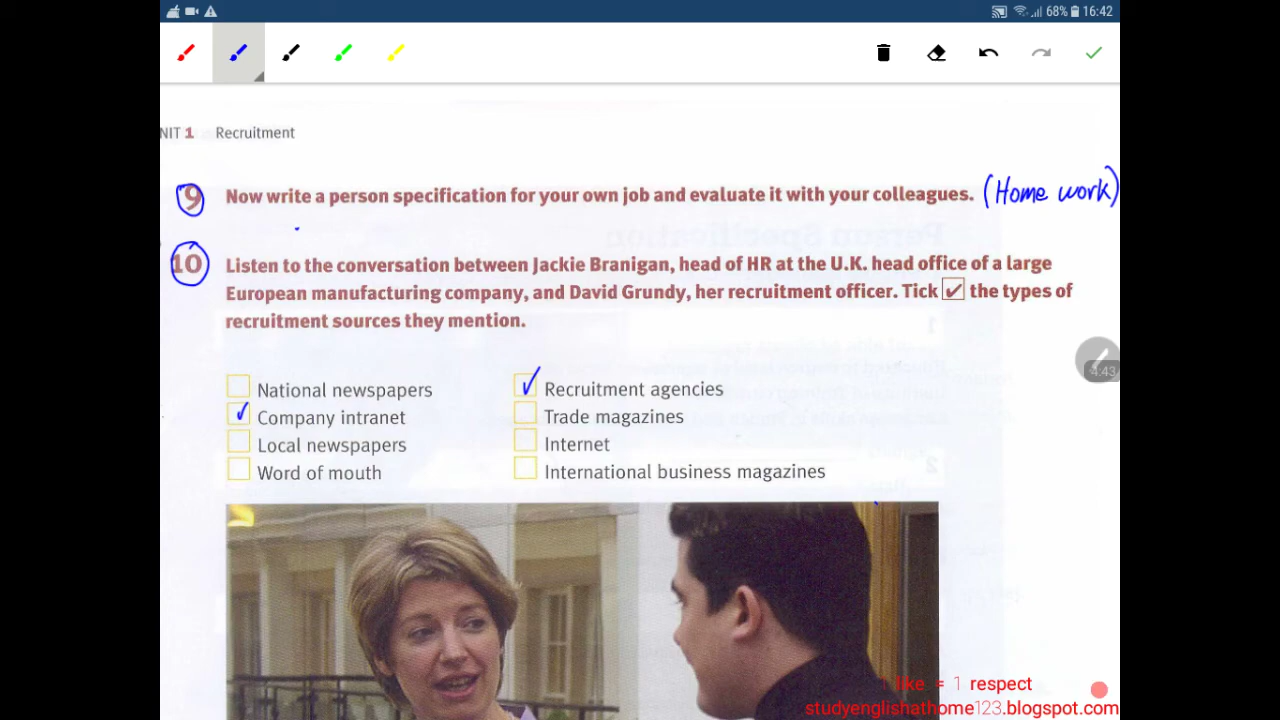 68% 16:42
NIT 1 Recruitment
9 Now write a person specification for your own job and evaluate it with your colleagues. (Home work)
10 Listen to the conversation between Jackie Branigan, head of HR at the U.K. head office of a large
European manufacturing company, and David Grundy, her recruitment officer. Tick ✓ the types of
recruitment sources they mention.
National newspapers
✓ Company intranet
Local newspapers
Word of mouth
✓ Recruitment agencies
Trade magazines
Internet
International business magazines
4:43
1 like = 1 respect
studyenglishathome123.blogspot.com